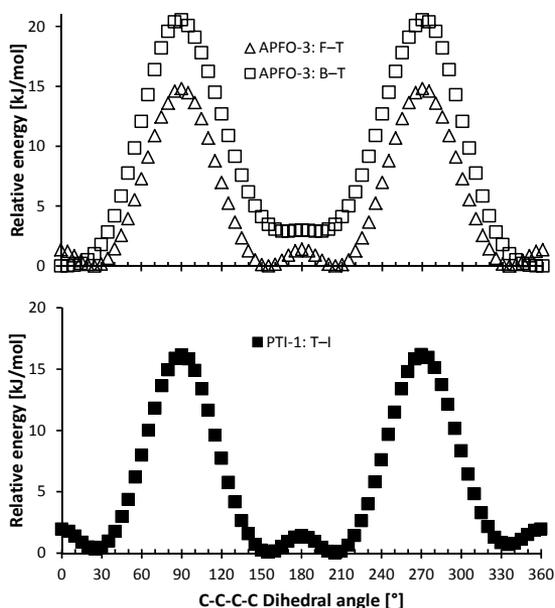 Relative energy [kJ/mol]
20
15
10
5
0
APFO-3: F–T
APFO-3: B–T
Relative energy [kJ/mol]
20
15
10
5
0
PTI-1: T–I
0 30 60 90 120 150 180 210 240 270 300 330 360
C-C-C-C Dihedral angle [°]